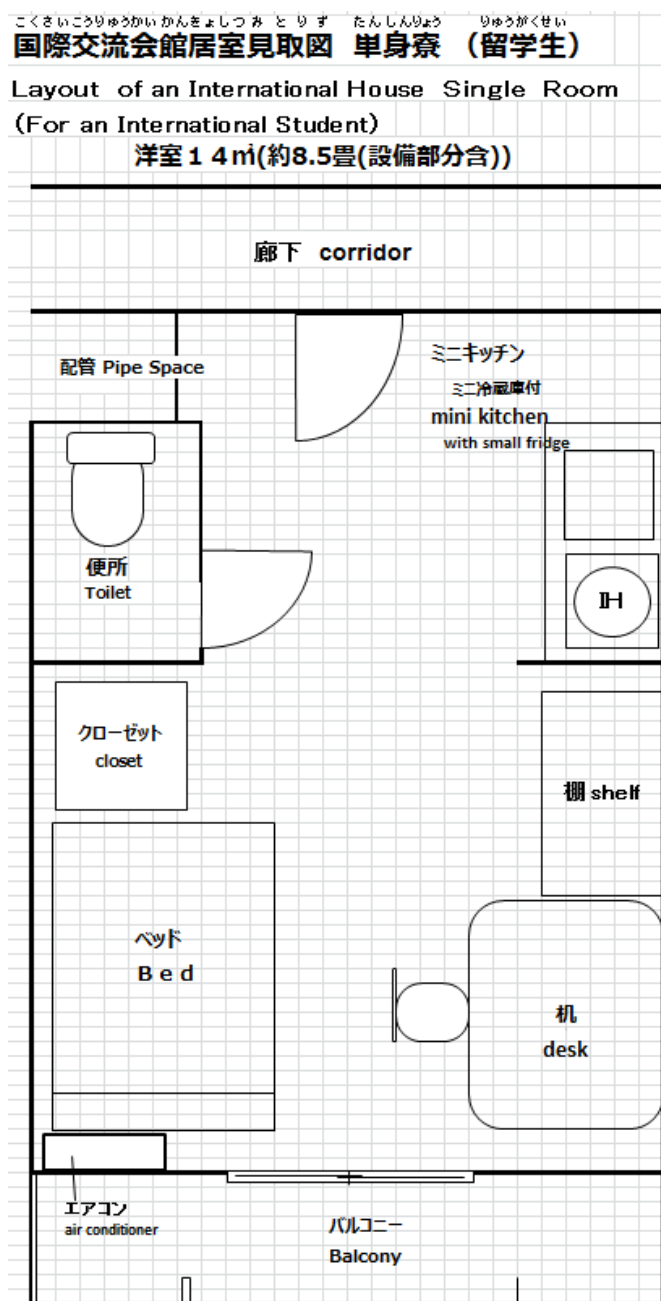 こくさいこうりゅうかいかんきょしつみとりず　たんしんりょう　りゅうがくせい
国際交流会館居室見取図　単身寮　（留学生）
Layout of an International House Single Room
(For an International Student)
洋室１４㎡(約8.5畳(設備部分含))
廊下 corridor
配管 Pipe Space
ミニキッチン
ミニ冷蔵庫付
mini kitchen
with small fridge
便所
Toilet
IH
クローゼット
closet
棚 shelf
ベッド
Ｂｅｄ
机
desk
エアコン
air conditioner
バルコニー
Balcony